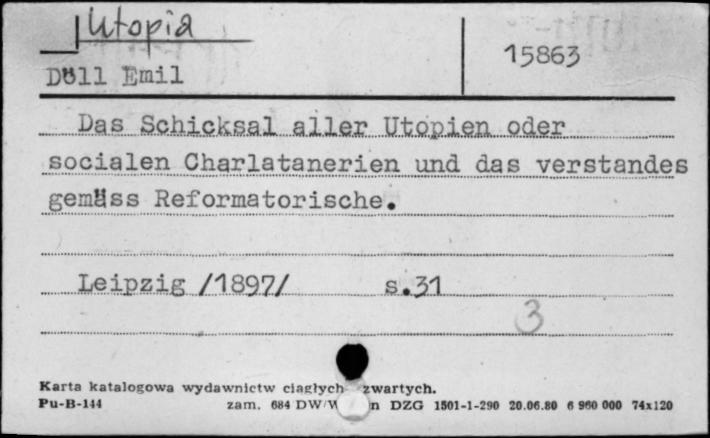 Utopia
15863
Döll Emil
Das Schicksal aller Utopien oder
socialen Charlatanerien und das verstandes
gemäss Reformatorische.
Leipzig /1897/ s.31
3
Karta katalogowa wydawnictw ciągłych zwartych.
Pu-B-144 zam. 684 DZG 1501-1-290 20.06.80 6 960 000 74x120